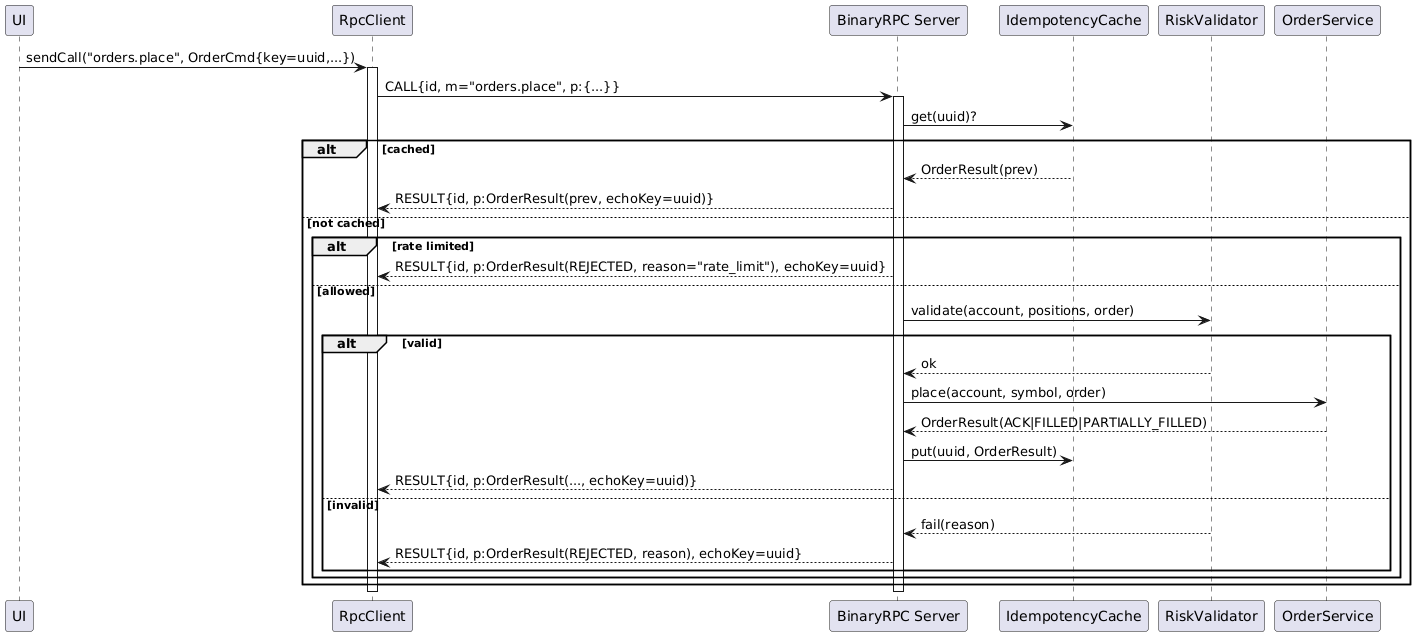 UI RpcClient BinaryRPC Server IdempotencyCache RiskValidator OrderService
sendCall("orders.place", OrderCmd{key=uuid,...})
CALL{id, m="orders.place", p:{...}}
get(uuid)?
alt [cached]
OrderResult(prev)
RESULT{id, p:OrderResult(prev, echoKey=uuid)}
[not cached]
alt [rate limited]
RESULT{id, p:OrderResult(REJECTED, reason="rate_limit"), echoKey=uuid}
[allowed]
validate(account, positions, order)
alt [valid]
ok
place(account, symbol, order)
OrderResult(ACK|FILLED|PARTIALLY_FILLED)
put(uuid, OrderResult)
RESULT{id, p:OrderResult(..., echoKey=uuid)}
[invalid]
fail(reason)
RESULT{id, p:OrderResult(REJECTED, reason), echoKey=uuid}
UI RpcClient BinaryRPC Server IdempotencyCache RiskValidator OrderService